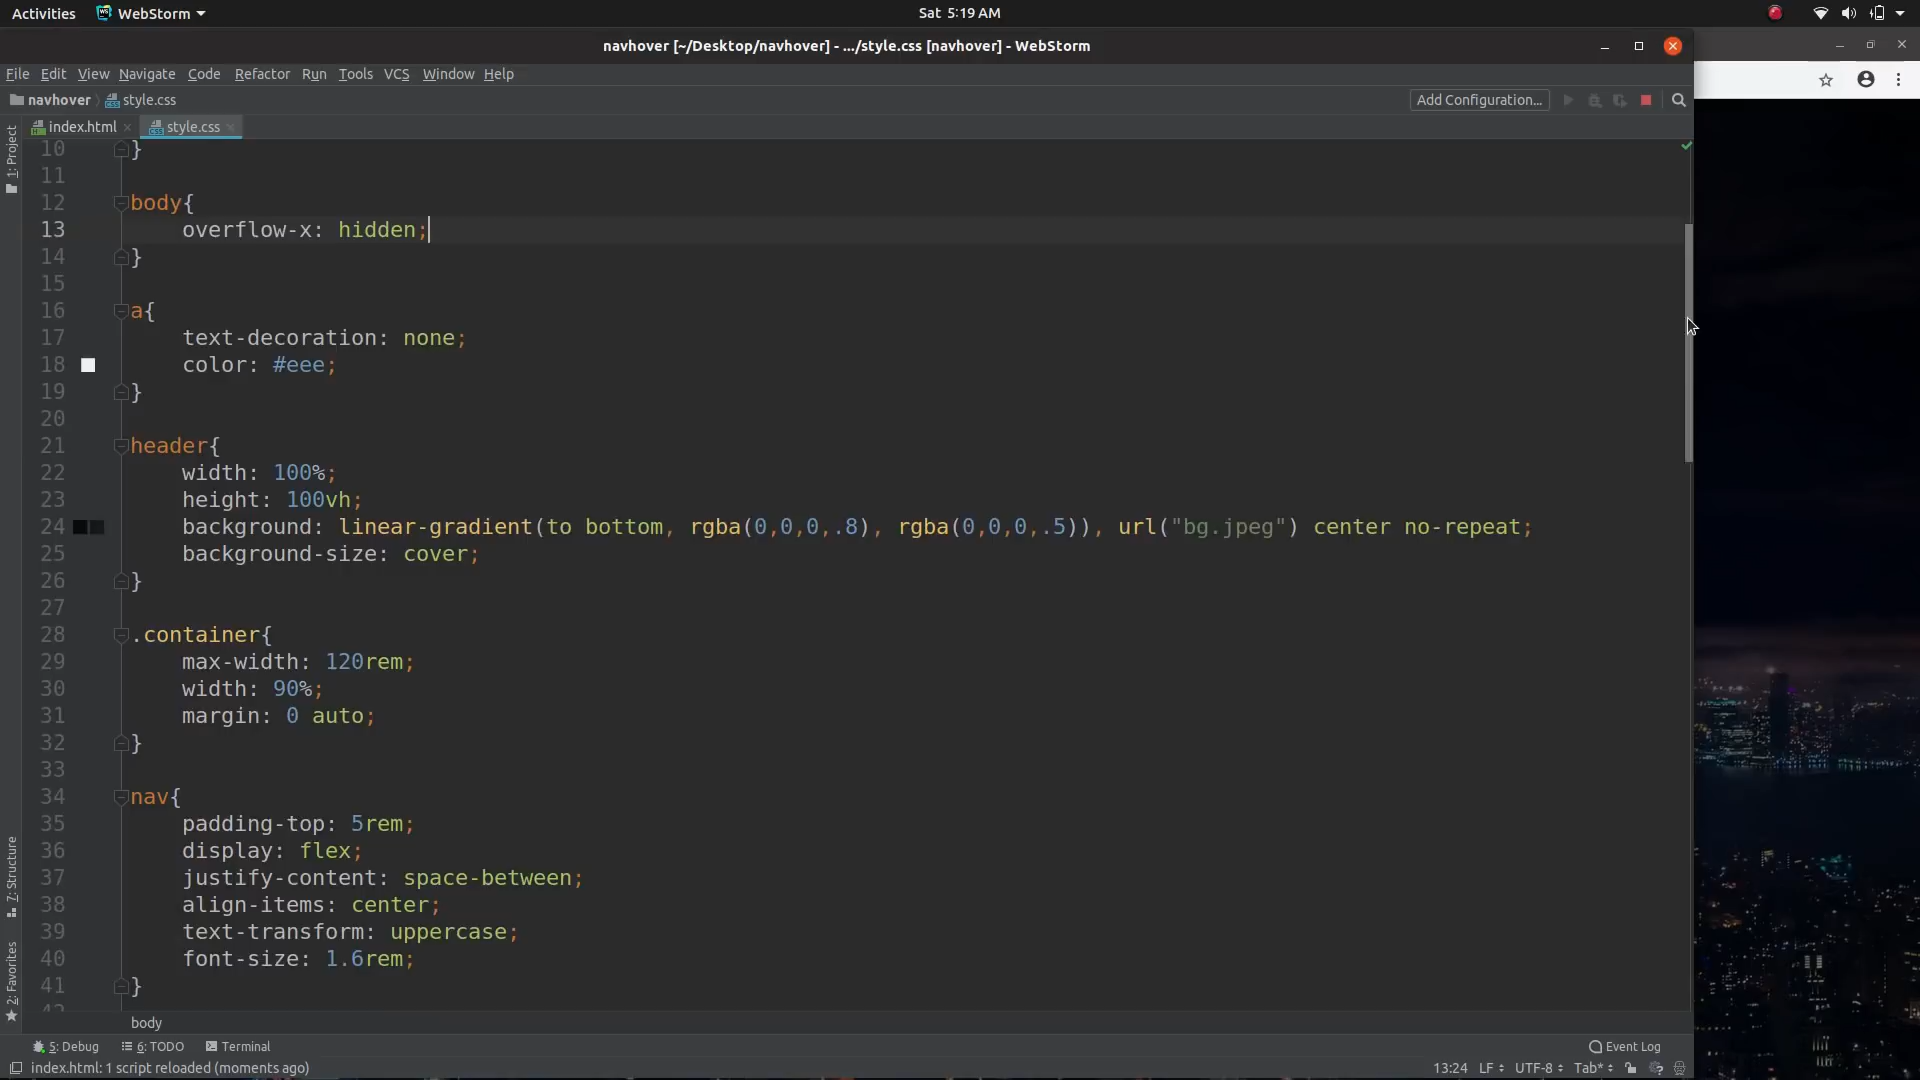 Activities WebStorm Sat 5:19 AM
navhover [~/Desktop/navhover] - .../style.css [navhover] - WebStorm
File Edit View Navigate Code Refactor Run Tools VCS Window Help
navhover style.css Add Configuration...
index.html style.css
1: Project
10 }
11
12 body{
13 overflow-x: hidden;
14 }
15
16 a{
17 text-decoration: none;
18 color: #eee;
19 }
20
21 header{
22 width: 100%;
23 height: 100vh;
24 background: linear-gradient(to bottom, rgba(0,0,0,.8), rgba(0,0,0,.5)), url("bg.jpeg") center no-repeat;
25 background-size: cover;
26 }
27
28 .container{
29 max-width: 120rem;
30 width: 90%;
31 margin: 0 auto;
32 }
33
34 nav{
35 padding-top: 5rem;
36 display: flex;
37 justify-content: space-between;
38 align-items: center;
39 text-transform: uppercase;
40 font-size: 1.6rem;
41 }
7: Structure
2: Favorites
body
5: Debug 6: TODO Terminal Event Log
index.html: 1 script reloaded (moments ago) 13:24 LF UTF-8 Tab*